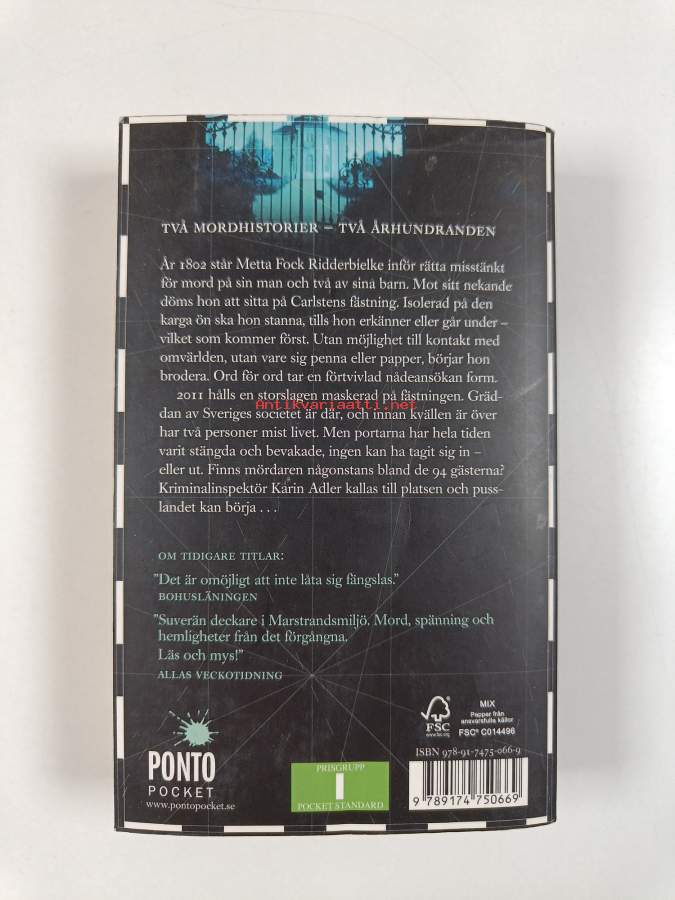 TVÅ MORDHISTORIER – TVÅ ÅRHUNDRANDEN
År 1802 står Metta Fock Ridderbielke inför rätta misstänkt
för mord på sin man och två av sina barn. Mot sitt nekande
döms hon att sitta på Carlstens fästning. Isolerad på den
karga ön ska hon stanna, tills hon erkänner eller går under –
vilket som kommer först. Utan möjlighet till kontakt med
omvärlden, utan vare sig penna eller papper, börjar hon
brodera. Ord för ord tar en förtvivlad nådeansökan form.
2011 hålls en storslagen maskerad på fästningen. Gräd-
Antikvariaatti.net
dan av Sveriges societet är där, och innan kvällen är över
har två personer mist livet. Men portarna har hela tiden
varit stängda och bevakade, ingen kan ha tagit sig in –
eller ut. Finns mördaren någonstans bland de 94 gästerna?
Kriminalinspektör Karin Adler kallas till platsen och puss-
landet kan börja . . .
OM TIDIGARE TITLAR:
”Det är omöjligt att inte låta sig fängslas.”
BOHUSLÄNINGEN
”Suverän deckare i Marstrandsmiljö. Mord, spänning och
hemligheter från det förgångna.
Läs och mys!”
ALLAS VECKOTIDNING
FSC
www.fsc.org
MIX
Papper från
ansvarsfulla källor
FSC® C014496
ISBN 978-91-7475-066-9
9 789174 750669
PRISGRUPP
I
POCKET STANDARD
PONTO
POCKET
www.pontopocket.se